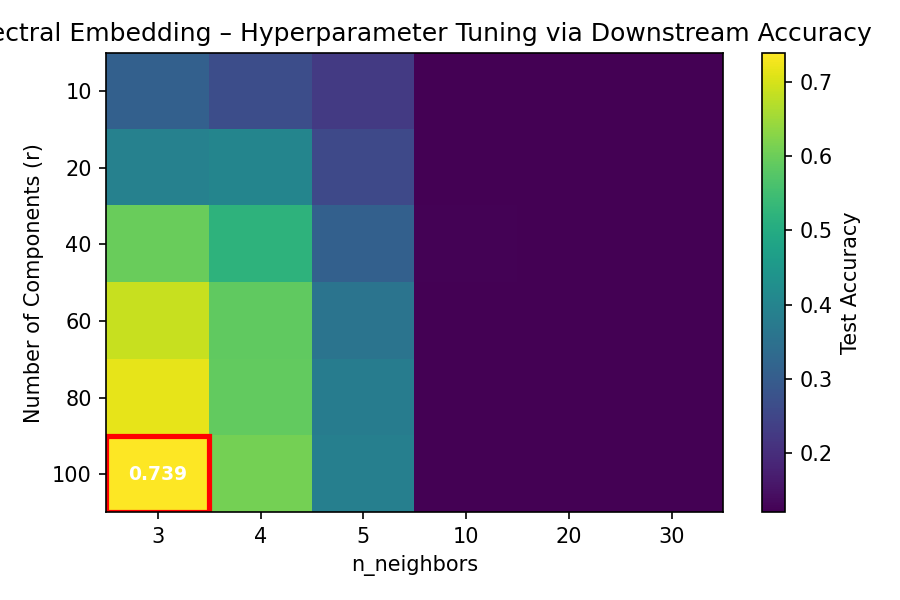 ectral Embedding – Hyperparameter Tuning via Downstream Accuracy
Number of Components (r)
10
20
40
60
80
100
0.739
3 4 5 10 20 30
n_neighbors
0.7
0.6
0.5
0.4
0.3
0.2
Test Accuracy